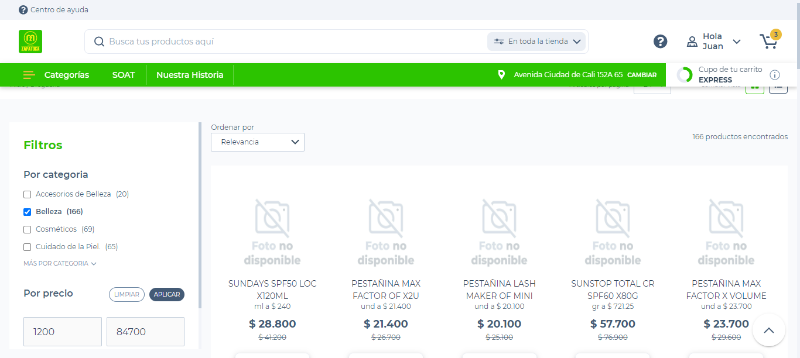 Centro de ayuda
Busca tus productos aquí
En toda la tienda
Hola
Juan
3
Categorías
SOAT
Nuestra Historia
Avenida Ciudad de Cali 152A 65 CAMBIAR
Cupo de tu carrito
EXPRESS
Filtros
Por categoria
Accesorios de Belleza (20)
Belleza (166)
Cosméticos (69)
Cuidado de la Piel. (65)
MÁS POR CATEGORIA
Por precio
LIMPIAR
APLICAR
1200
84700
Ordenar por
Relevancia
166 productos encontrados
Foto no
disponible
SUNDAYS SPF50 LOC
X120ML
ml a $ 240
$ 28.800
$ 41.200
Foto no
disponible
PESTAÑINA MAX
FACTOR OF X2U
und a $ 21.400
$ 21.400
$ 26.700
Foto no
disponible
PESTAÑINA LASH
MAKER OF MINI
und a $ 20.100
$ 20.100
$ 25.100
Foto no
disponible
SUNSTOP TOTAL CR
SPF60 X80G
gr a $ 721,25
$ 57.700
$ 76.900
Foto no
disponible
PESTAÑINA MAX
FACTOR X VOLUME
und a $ 23.700
$ 23.700
$ 29.600